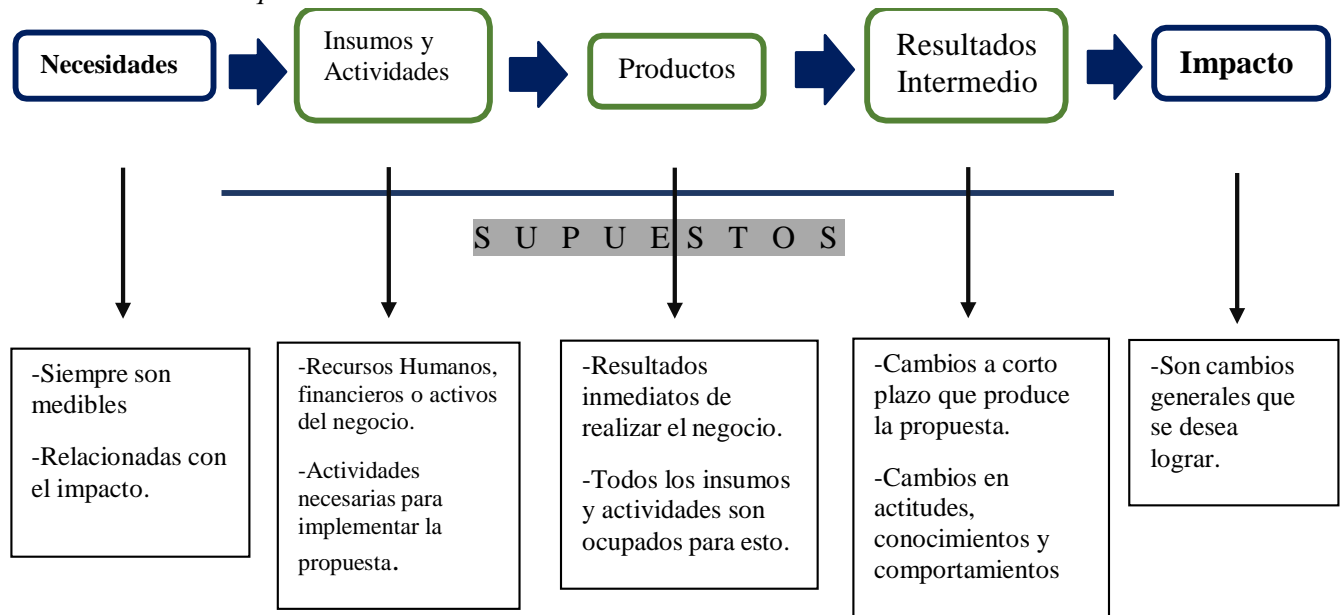 Necesidades
Insumos y
Actividades
Productos
Resultados
Intermedio
Impacto
S U P U E S T O S
-Siempre son
medibles
-Relacionadas con
el impacto.
-Recursos Humanos,
financieros o activos
del negocio.
-Actividades
necesarias para
implementar la
propuesta.
-Resultados
inmediatos de
realizar el negocio.
-Todos los insumos
y actividades son
ocupados para esto.
-Cambios a corto
plazo que produce
la propuesta.
-Cambios en
actitudes,
conocimientos y
comportamientos
-Son cambios
generales que
se desea
lograr.